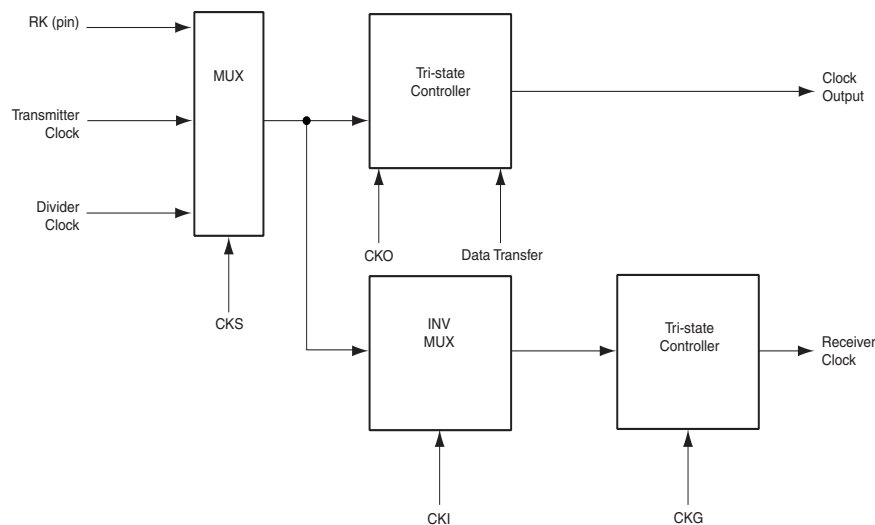 RK (pin)
MUX
Tri-state
Controller
Clock
Output
Transmitter
Clock
Divider
Clock
CKO
Data Transfer
CKS
INV
MUX
Tri-state
Controller
Receiver
Clock
CKI
CKG